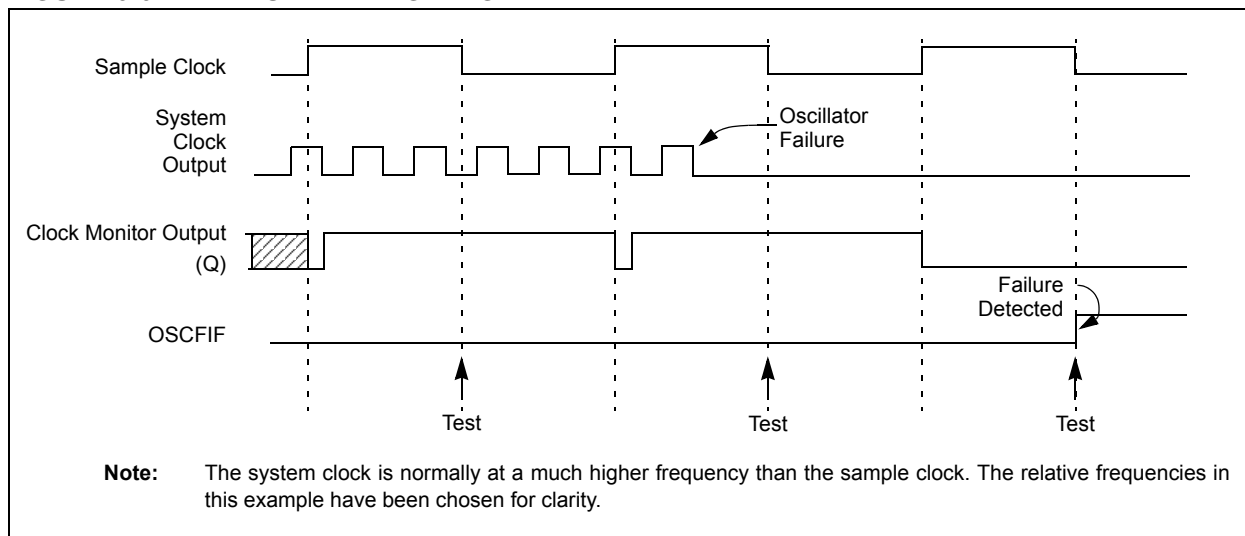 Sample Clock
System
Clock
Output
Oscillator
Failure
Clock Monitor Output
(Q)
Failure
Detected
OSCFIF
Test
Test
Test
Note: The system clock is normally at a much higher frequency than the sample clock. The relative frequencies in
this example have been chosen for clarity.